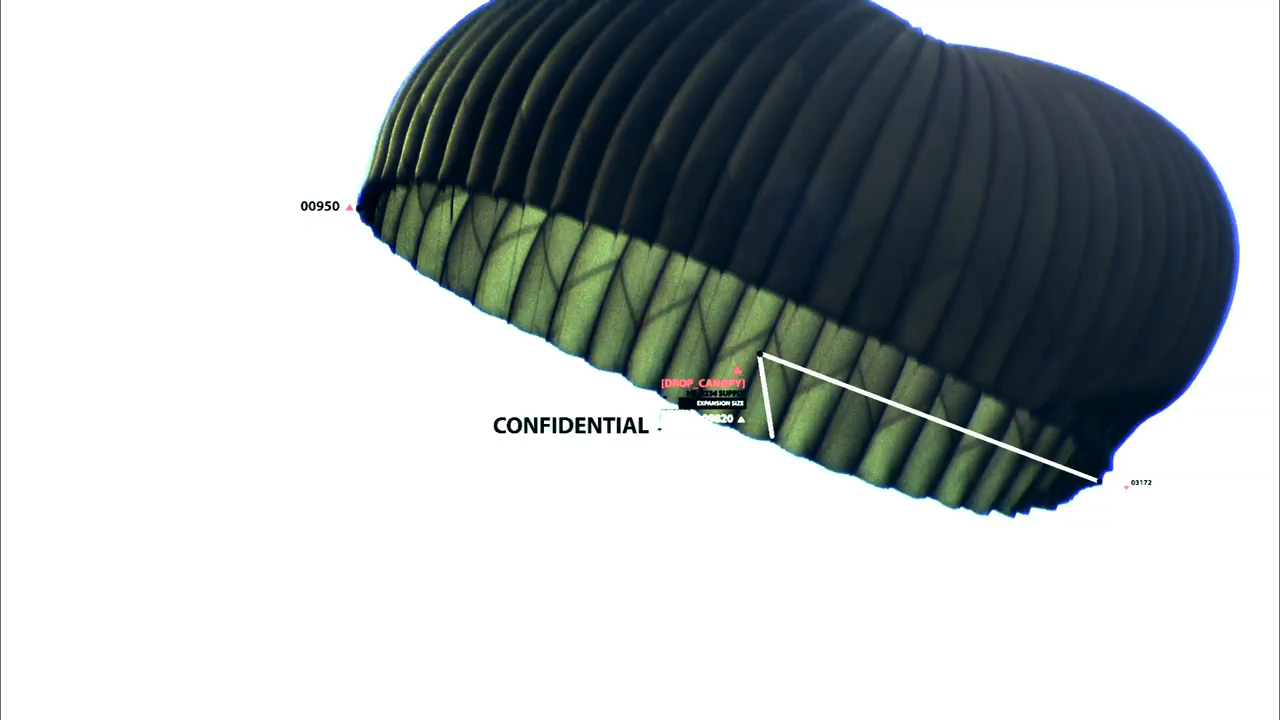 00950
[DROP_CANOPY]
EXPANSION SIZE
CONFIDENTIAL
03172